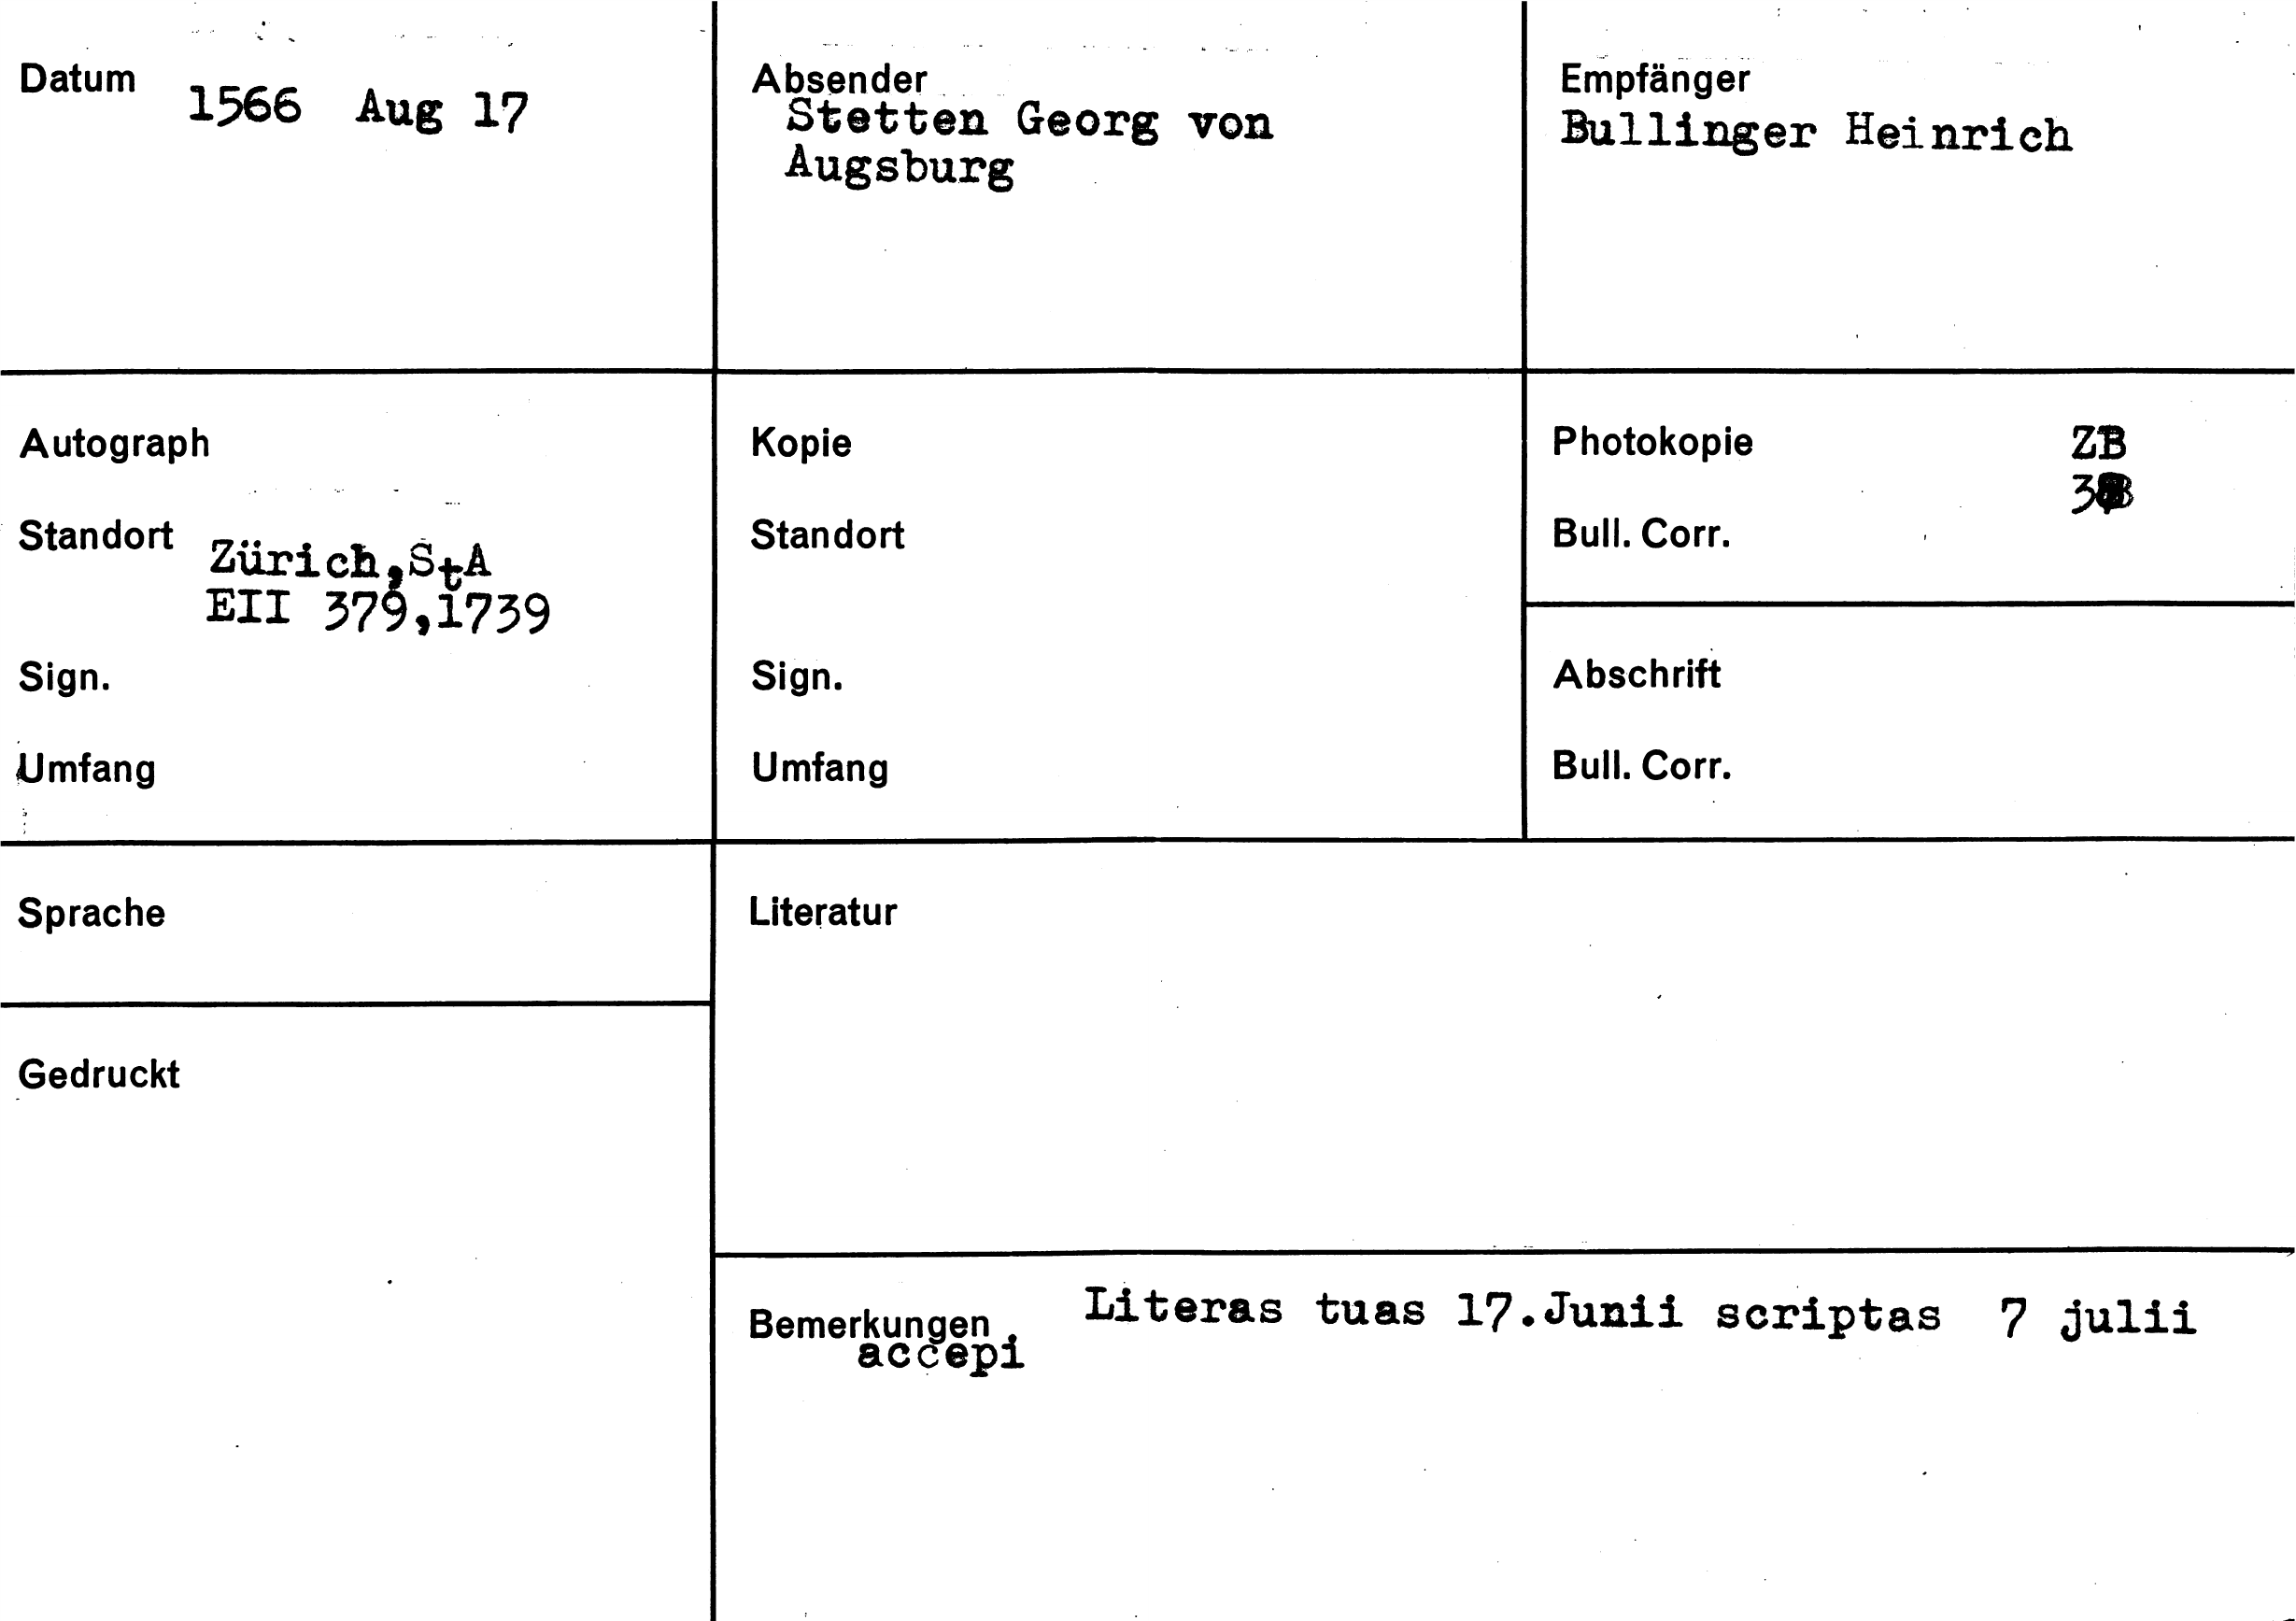 Datum 1566 Aug 17
Absender
Stetten Georg von
Augsburg
Empfänger
Bullinger Heinrich
Autograph
Standort Zürich,StA
EII 379,1739
Sign.
Umfang
Kopie
Standort
Sign.
Umfang
Photokopie ZB
Bull. Corr.
Abschrift
Bull. Corr.
Sprache
Gedruckt
Literatur
Bemerkungen Literas tuas 17.Junii scriptas 7 julii
accepi